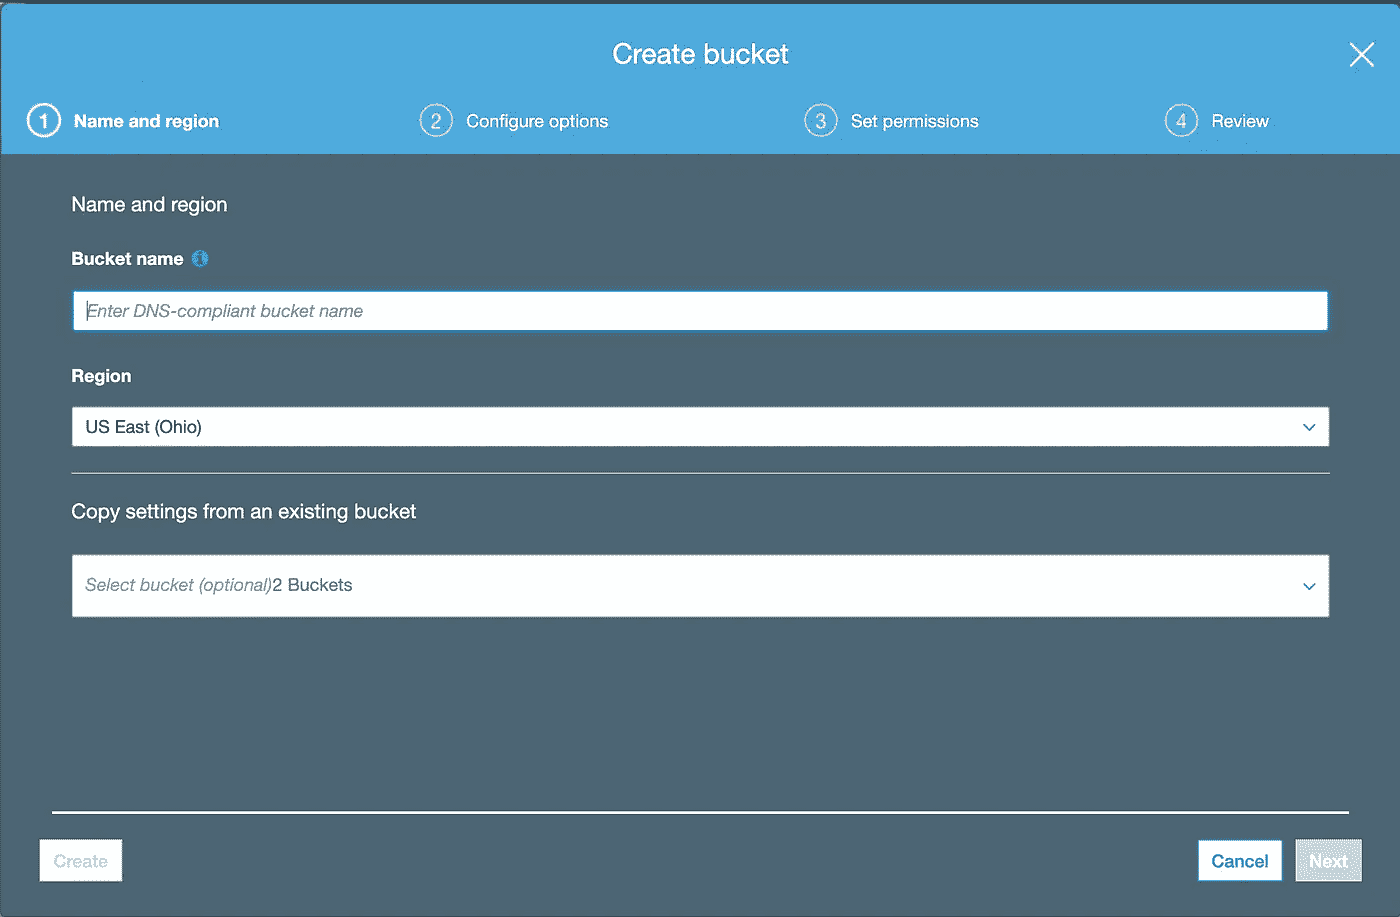 Create bucket
1 Name and region
2 Configure options
3 Set permissions
4 Review
Name and region
Bucket name
Enter DNS-compliant bucket name
Region
US East (Ohio)
Copy settings from an existing bucket
Select bucket (optional)2 Buckets
Create
Cancel
Next